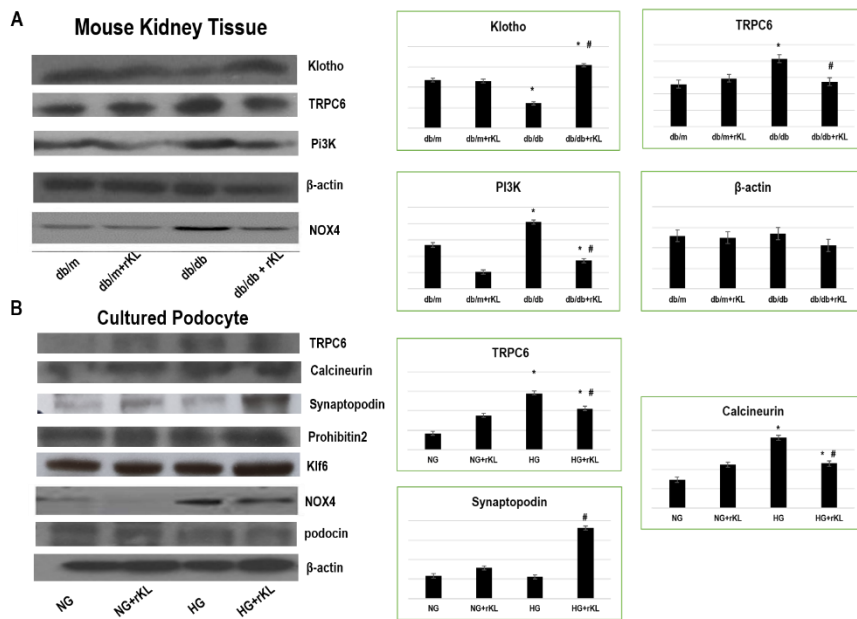 A
Mouse Kidney Tissue
Klotho
TRPC6
Pi3K
β-actin
NOX4
db/m
db/m+rKL
db/db
db/db + rKL
Klotho
*
*
* #
db/m
db/m+rKL
db/db
db/db+rKL
TRPC6
*
#
db/m
db/m+rKL
db/db
db/db+rKL
PI3K
*
* #
db/m
db/m+rKL
db/db
db/db+rKL
β-actin
db/m
db/m+rKL
db/db
db/db+rKL
B
Cultured Podocyte
TRPC6
Calcineurin
Synaptopodin
Prohibitin2
Klf6
NOX4
podocin
β-actin
NG
NG+rKL
HG
HG+rKL
TRPC6
*
* #
NG
NG+rKL
HG
HG+rKL
Calcineurin
*
* #
NG
NG+rKL
HG
HG+rKL
Synaptopodin
#
NG
NG+rKL
HG
HG+rKL